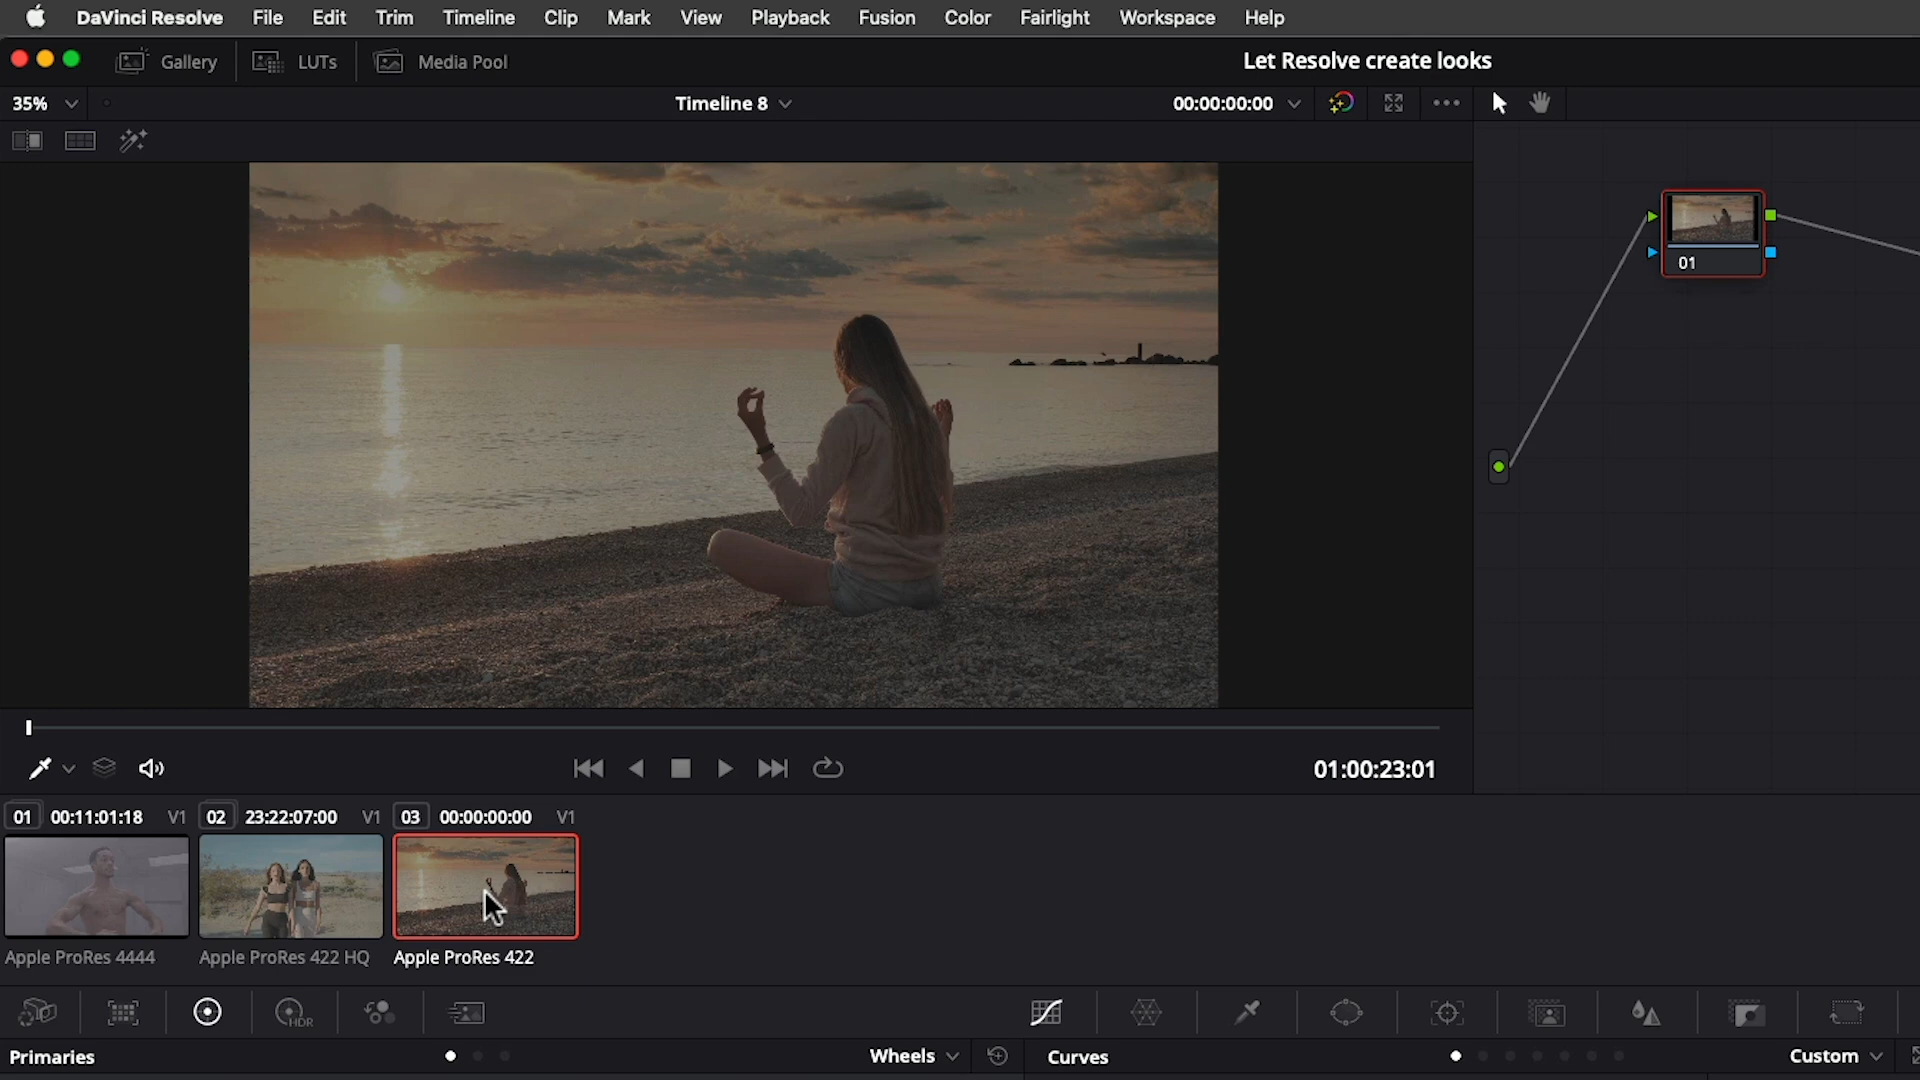 DaVinci Resolve File Edit Trim Timeline Clip Mark View Playback Fusion Color Fairlight Workspace Help
Gallery LUTs Media Pool Let Resolve create looks
35% Timeline 8 00:00:00:00
01
01:00:23:01
01 00:11:01:18 V1 02 23:22:07:00 V1 03 00:00:00:00 V1
Apple ProRes 4444 Apple ProRes 422 HQ Apple ProRes 422
HDR
Primaries Wheels Curves Custom